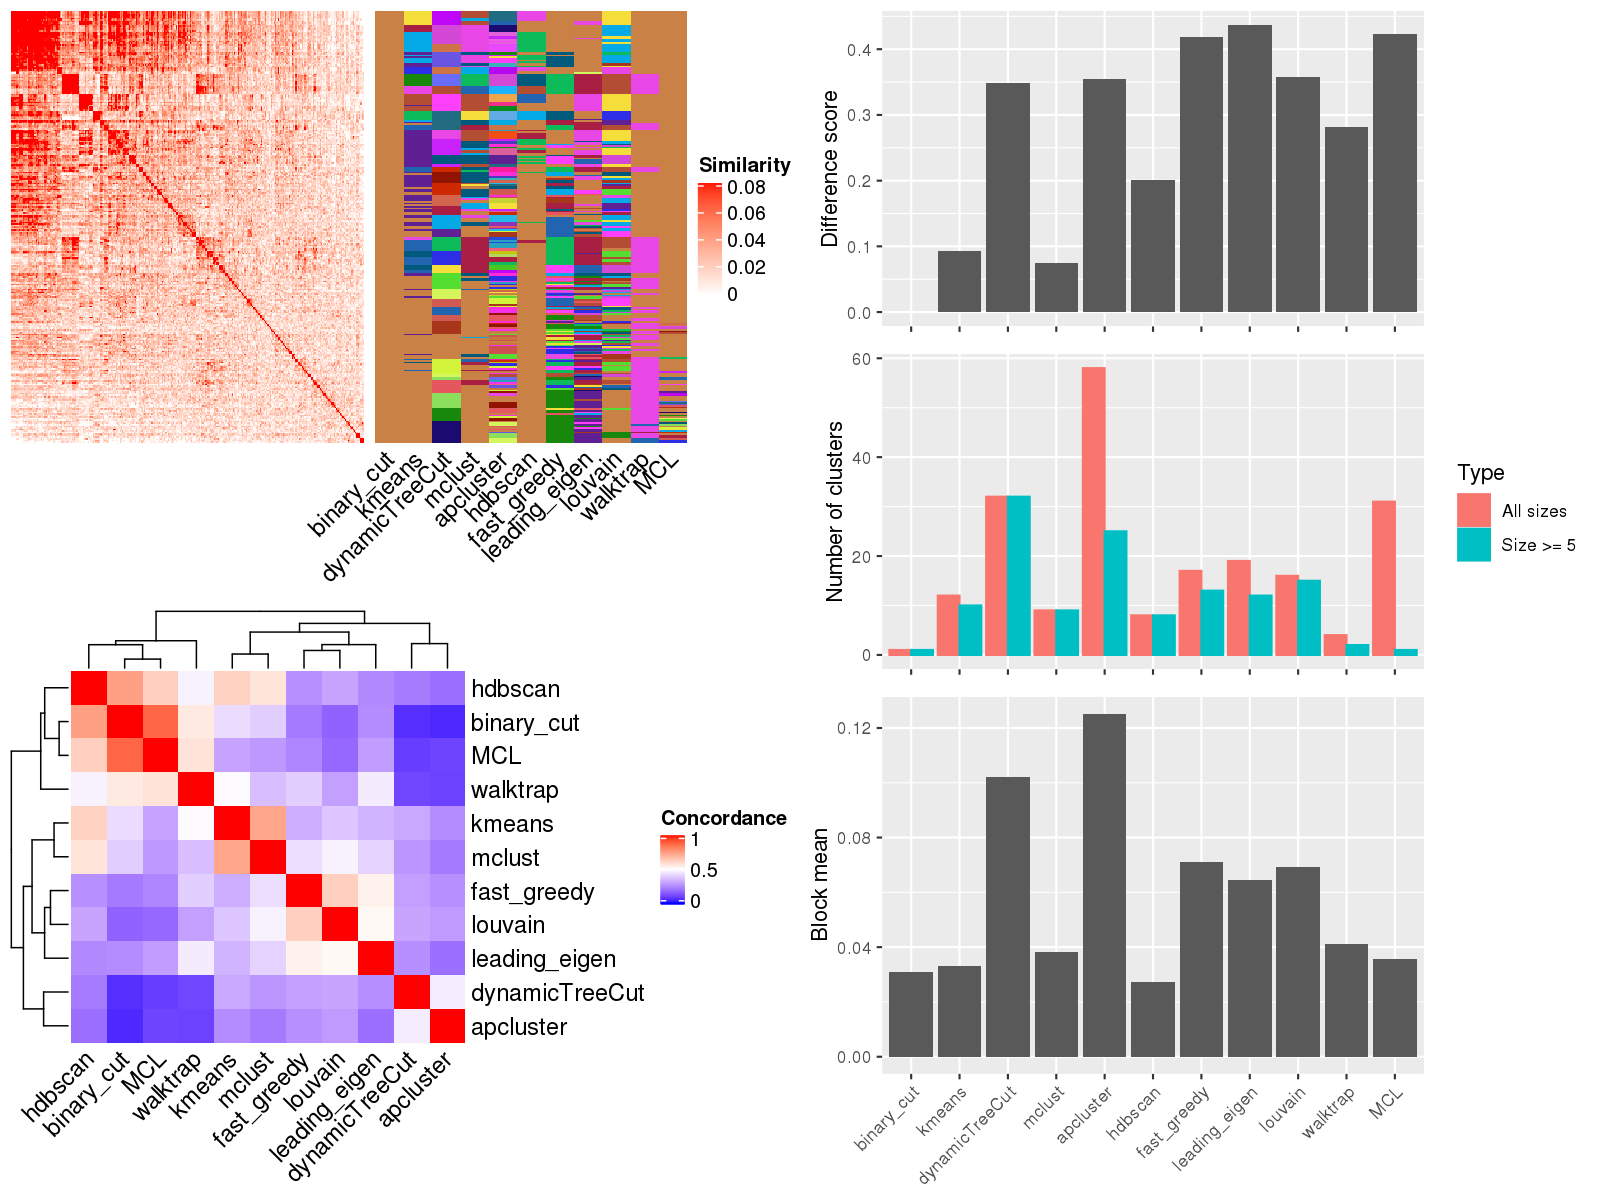 Similarity
0.08
0.06
0.04
0.02
0
binary_cut
kmeans
dynamicTreeCut
mclust
apcluster
hdbscan
fast_greedy
leading_eigen
louvain
walktrap
MCL
hdbscan
binary_cut
MCL
walktrap
kmeans
mclust
fast_greedy
louvain
leading_eigen
dynamicTreeCut
apcluster
Concordance
1
0.5
0
hdbscan
binary_cut
MCL
walktrap
kmeans
mclust
fast_greedy
louvain
leading_eigen
dynamicTreeCut
apcluster
Difference score
0.4
0.3
0.2
0.1
0.0
Number of clusters
60
40
20
0
Type
All sizes
Size >= 5
Block mean
0.12
0.08
0.04
0.00
binary_cut
kmeans
dynamicTreeCut
mclust
apcluster
hdbscan
fast_greedy
leading_eigen
louvain
walktrap
MCL